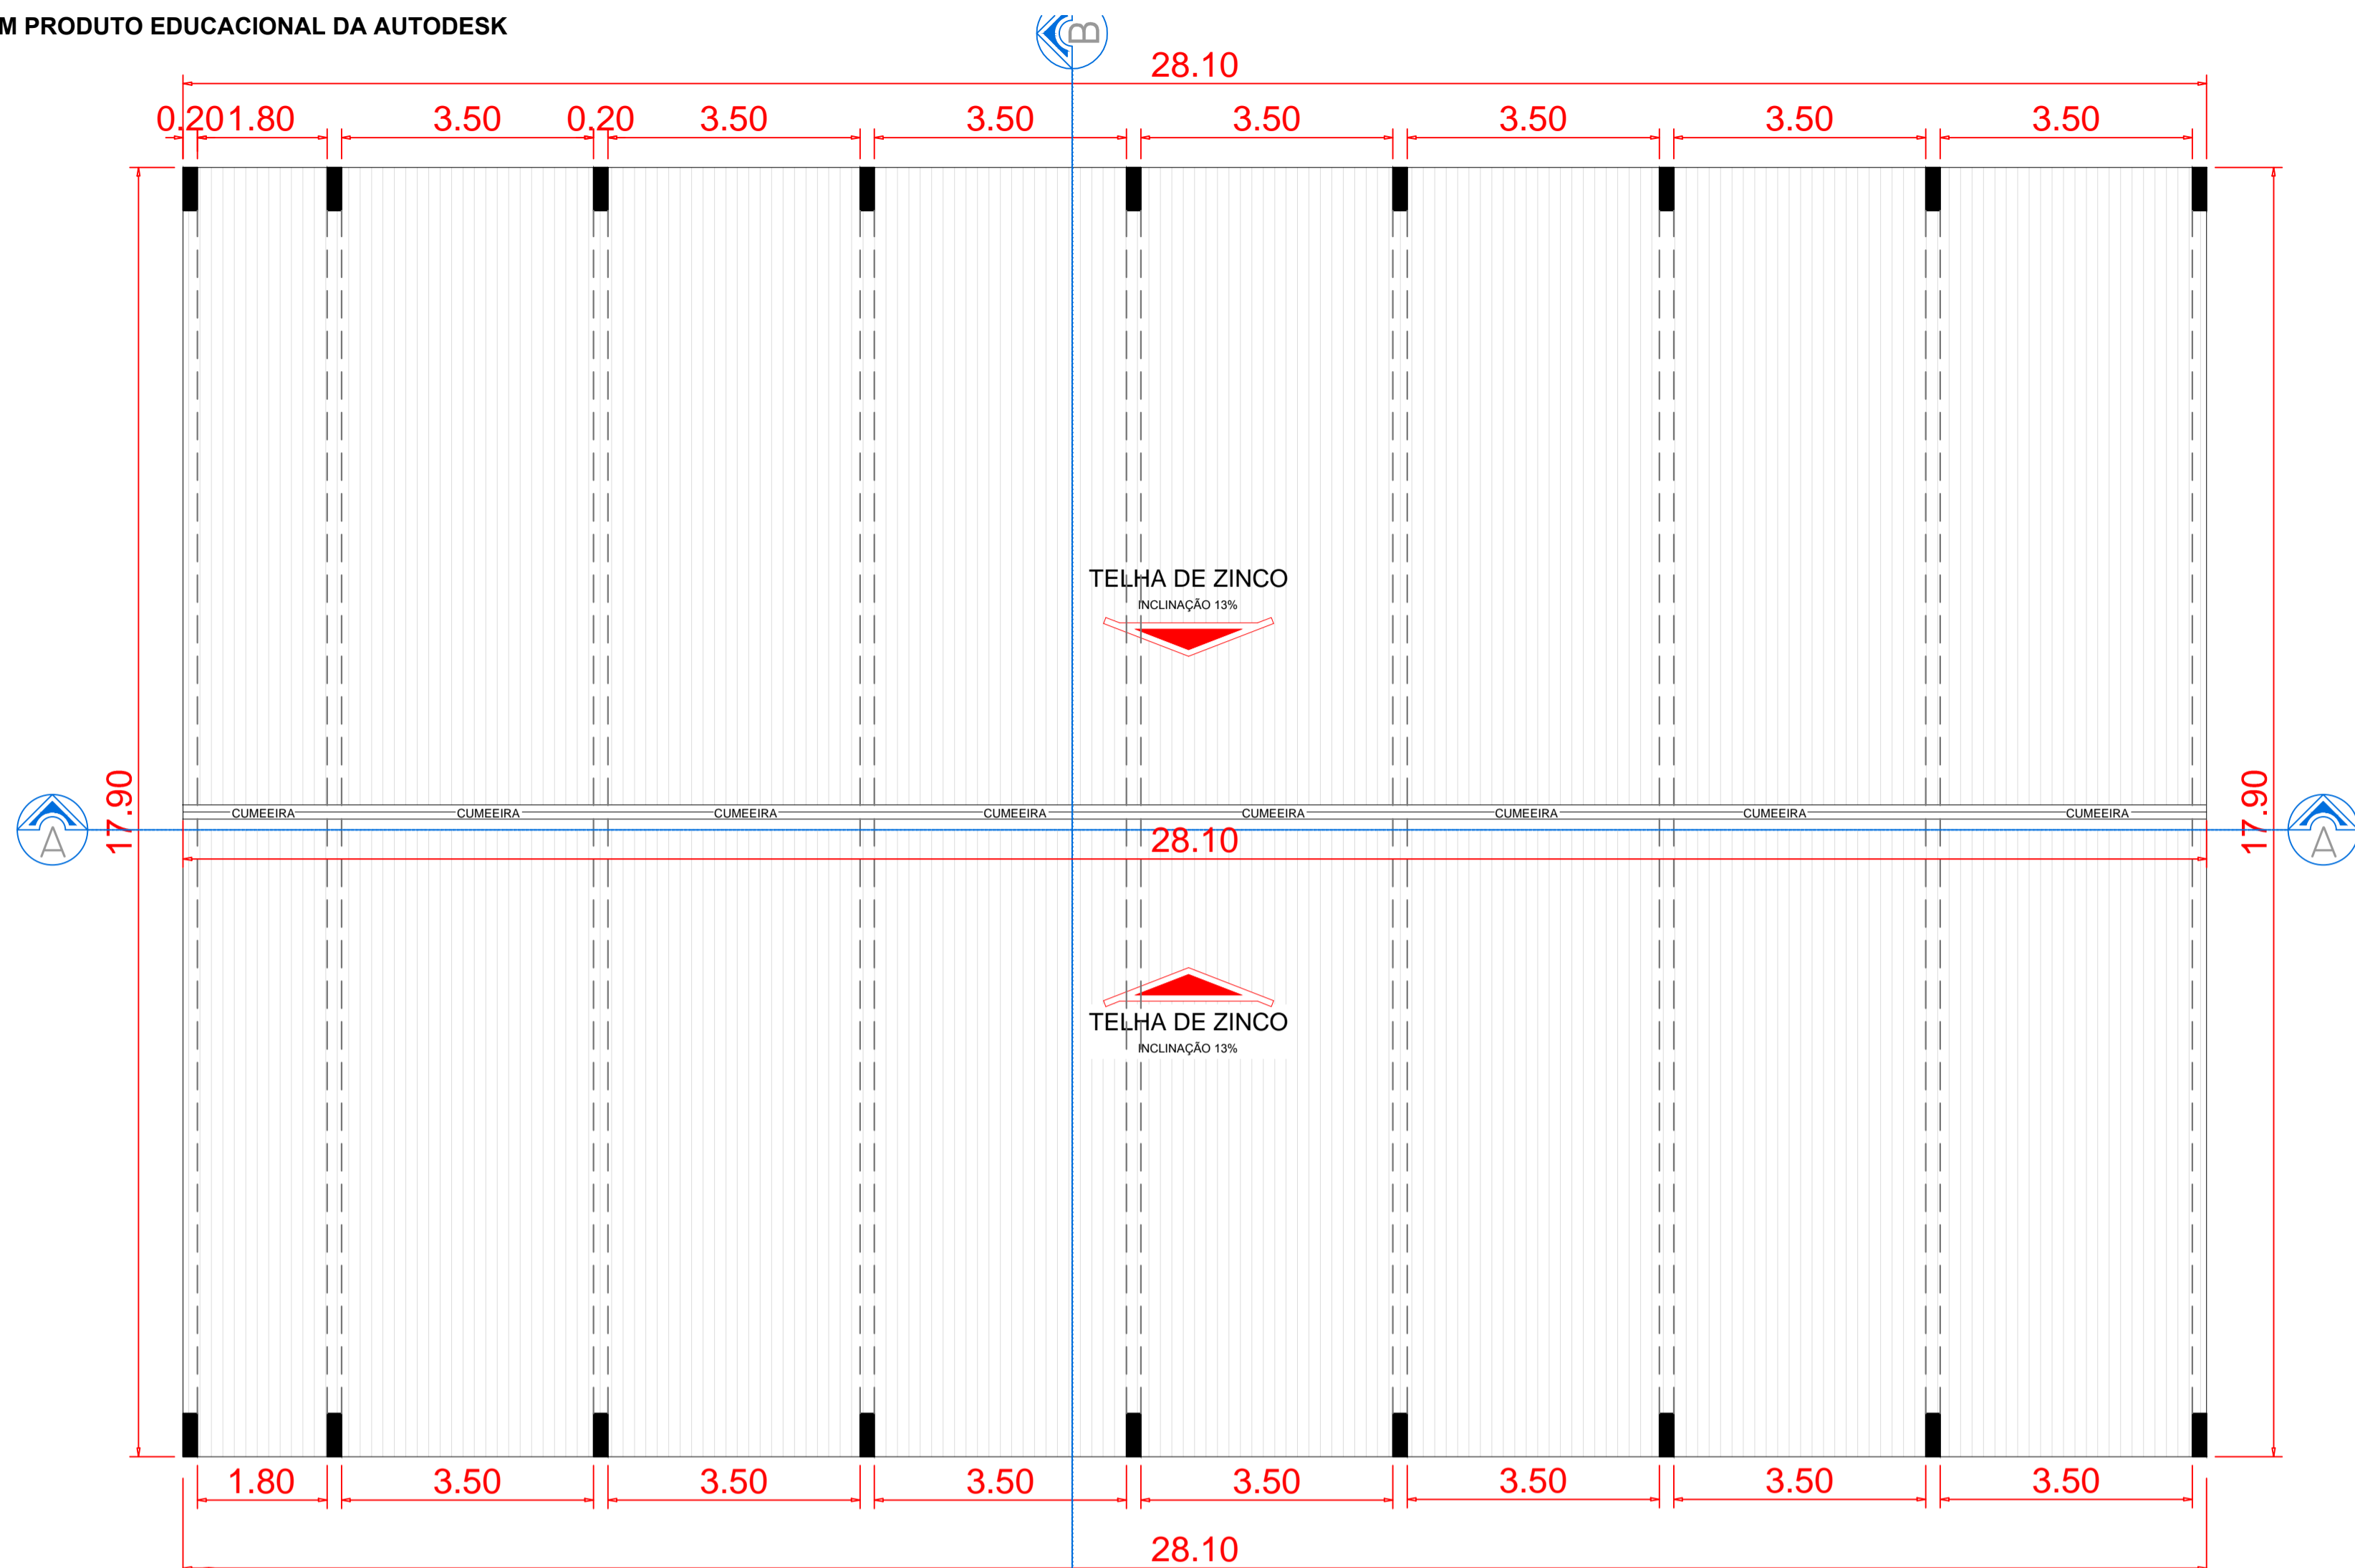 M PRODUTO EDUCACIONAL DA AUTODESK
B
28.10
0.20 1.80 3.50 0.20 3.50 3.50 3.50 3.50 3.50 3.50
TELHA DE ZINCO
INCLINAÇÃO 13%
17.90
17.90
CUMEEIRA CUMEEIRA CUMEEIRA CUMEEIRA CUMEEIRA CUMEEIRA CUMEEIRA CUMEEIRA
A
A
28.10
TELHA DE ZINCO
INCLINAÇÃO 13%
1.80 3.50 3.50 3.50 3.50 3.50 3.50 3.50
28.10